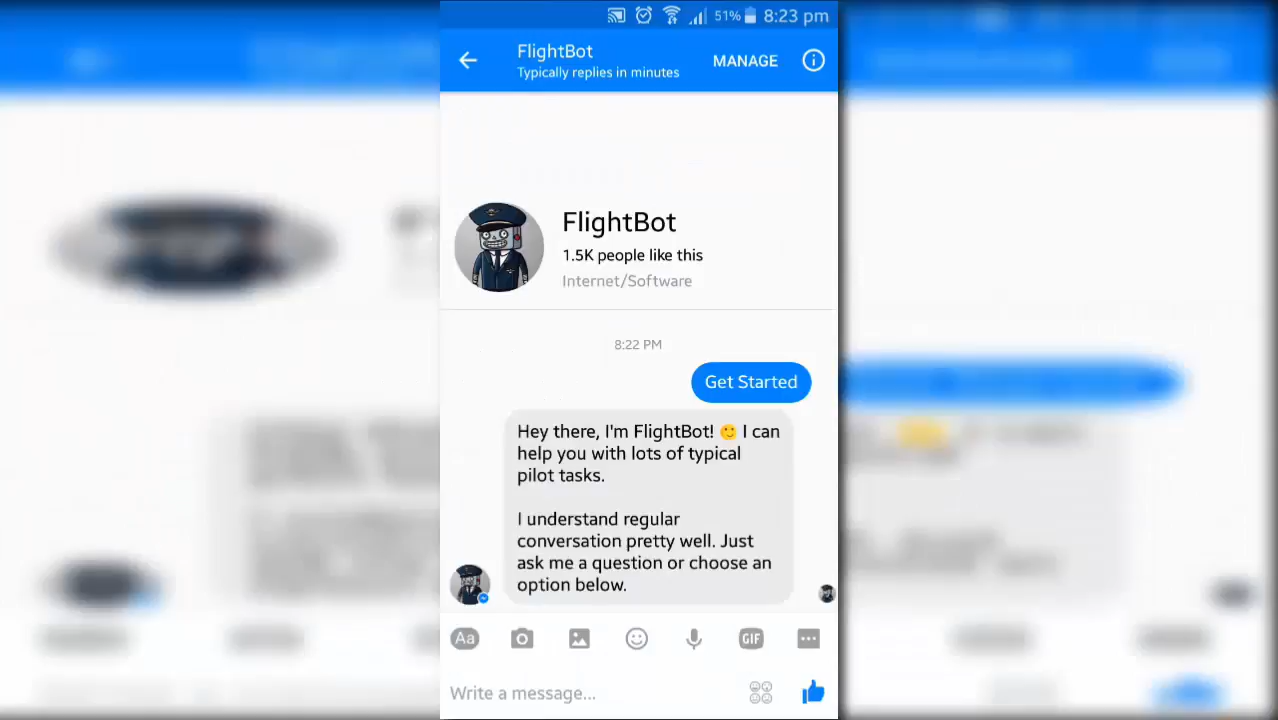 51% 8:23 pm
FlightBot
Typically replies in minutes
MANAGE
FlightBot
1.5K people like this
Internet/Software
8:22 PM
Get Started
Hey there, I'm FlightBot! 🙂 I can
help you with lots of typical
pilot tasks.
I understand regular
conversation pretty well. Just
ask me a question or choose an
option below.
Aa
GIF
Write a message...